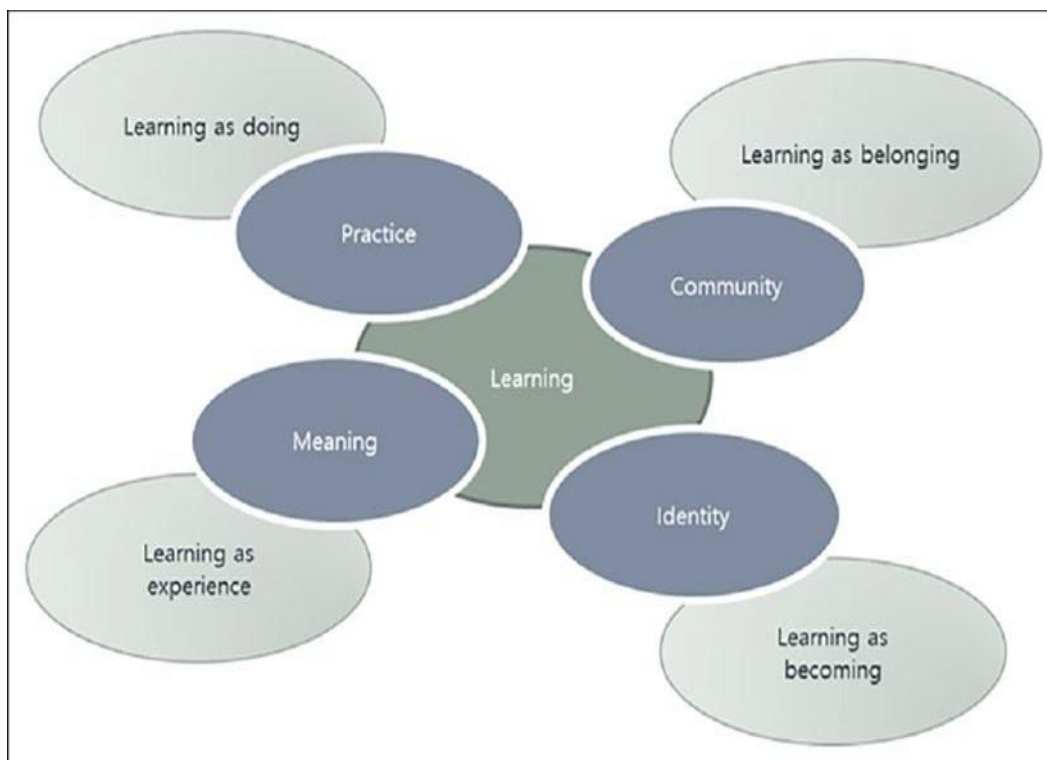 Learning as doing
Learning as belonging
Practice
Community
Learning
Meaning
Identity
Learning as
experience
Learning as
becoming